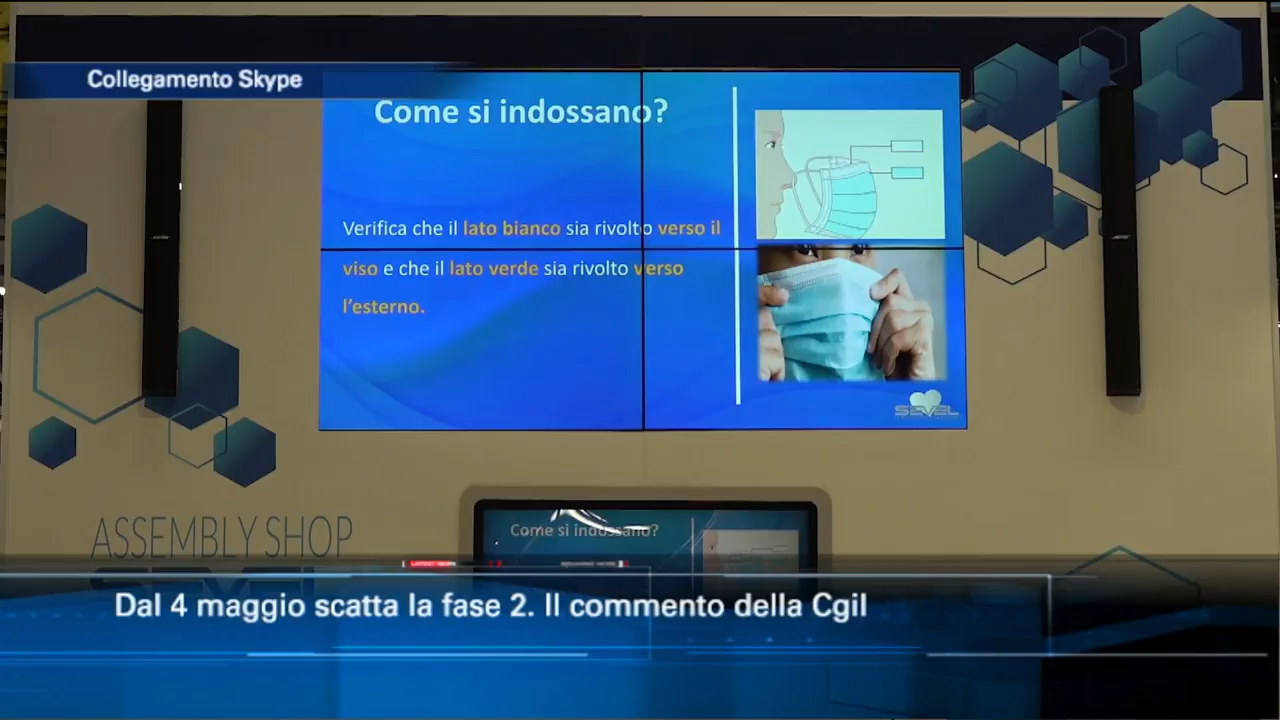 Collegamento Skype
Come si indossano?
Verifica che il lato bianco sia rivolto verso il
viso e che il lato verde sia rivolto verso
l'esterno.
SEVEL
ASSEMBLY SHOP
SEVEL
Come si indossano?
Dal 4 maggio scatta la fase 2. Il commento della Cgil